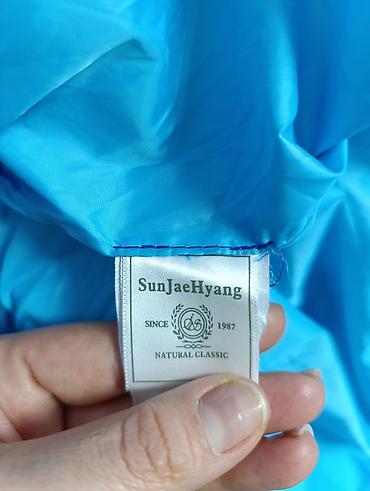 SunJaeHyang
SINCE 1987
NATURAL CLASSIC